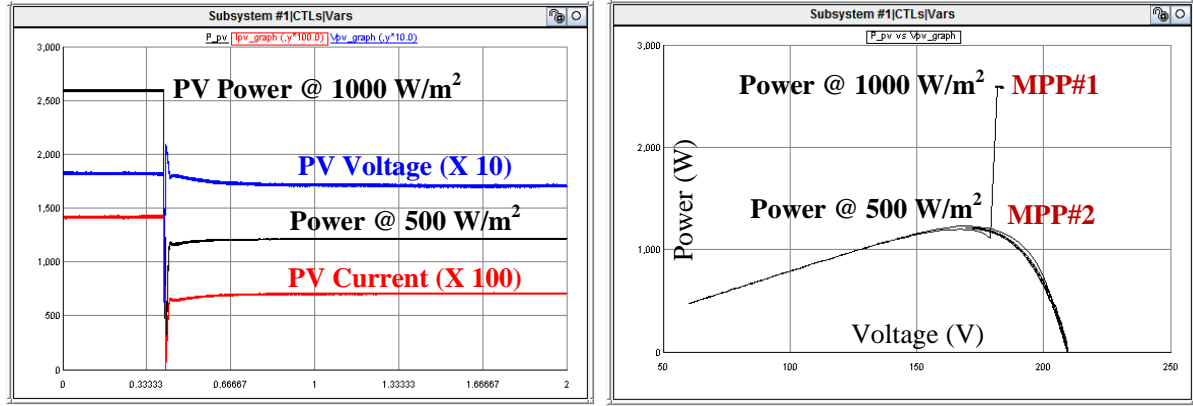 Subsystem #1|CTLs|Vars
P_pv Ipv_graph (,y*100.0) Vpv_graph (,y*10.0)
3,000
PV Power @ 1000 W/m²
2,500
2,000
PV Voltage (X 10)
1,500
Power @ 500 W/m²
1,000
PV Current (X 100)
500
0
0 0.33333 0.66667 1 1.33333 1.66667 2
Subsystem #1|CTLs|Vars
P_pv vs Vpv_graph
3,000
Power @ 1000 W/m² MPP#1
2,000
Power @ 500 W/m² MPP#2
1,000
Power (W)
Voltage (V)
0
50 100 150 200 250